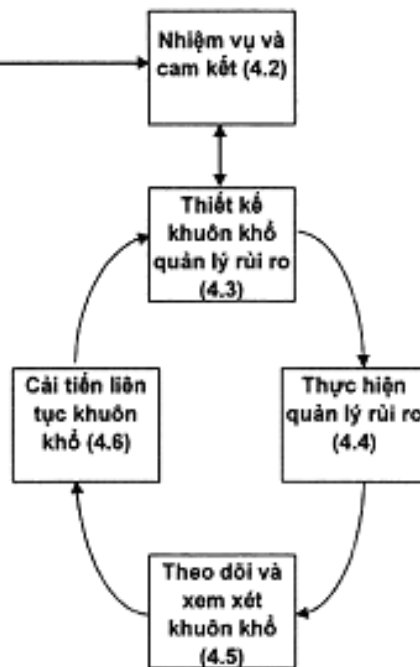 Nhiệm vụ và
cam kết (4.2)
Thiết kế
khuôn khổ
quản lý rủi ro
(4.3)
Cải tiến liên
tục khuôn
khổ (4.6)
Thực hiện
quản lý rủi ro
(4.4)
Theo dõi và
xem xét
khuôn khổ
(4.5)